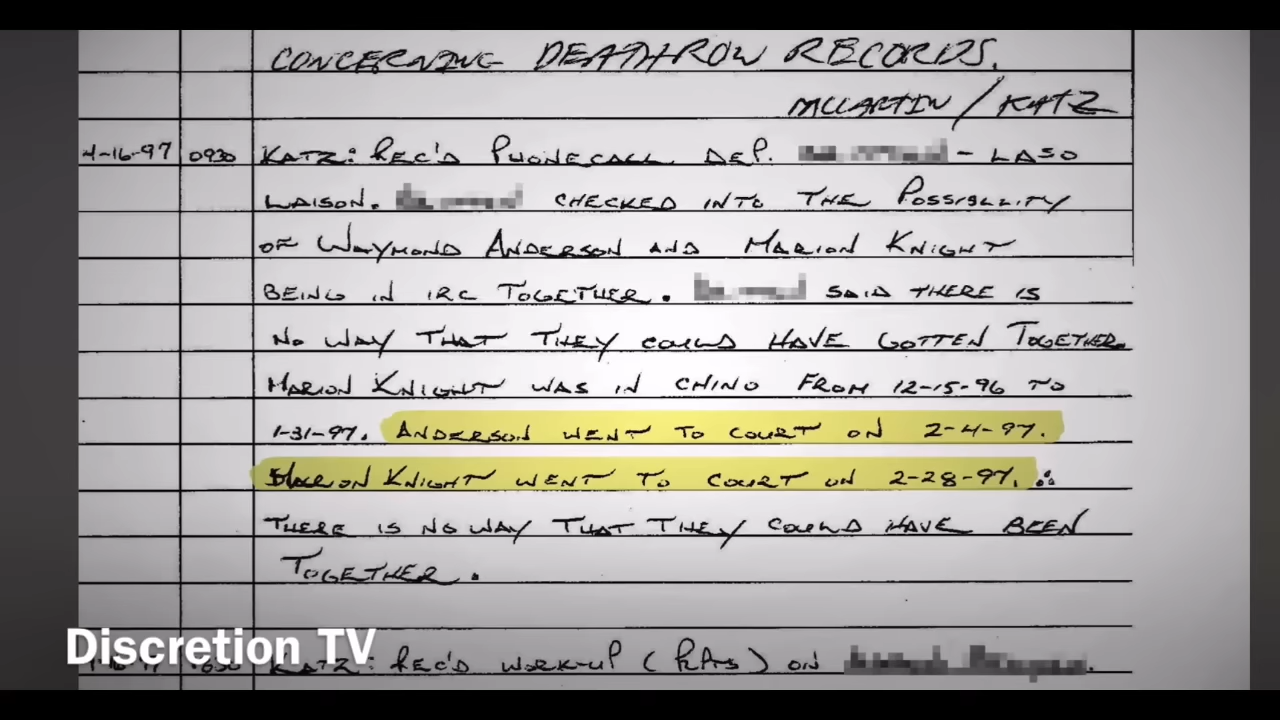 CONCERNING DEATHROW RECORDS.
MCCARTIN / KATZ
4-16-97 0930 KATZ: REC'D PHONECALL DEP. - LASO
LIAISON. CHECKED INTO THE POSSIBILITY
OF WAYMOND ANDERSON AND MARION KNIGHT
BEING IN IRC TOGETHER. SAID THERE IS
NO WAY THAT THEY COULD HAVE GOTTEN TOGETHER.
MARION KNIGHT WAS IN CHINO FROM 12-15-96 TO
1-31-97. ANDERSON WENT TO COURT ON 2-4-97.
MARION KNIGHT WENT TO COURT ON 2-28-97. ∴
THERE IS NO WAY THAT THEY COULD HAVE BEEN
TOGETHER.
Discretion TV
KATZ: REC'D WORK-UP (RAPS) ON